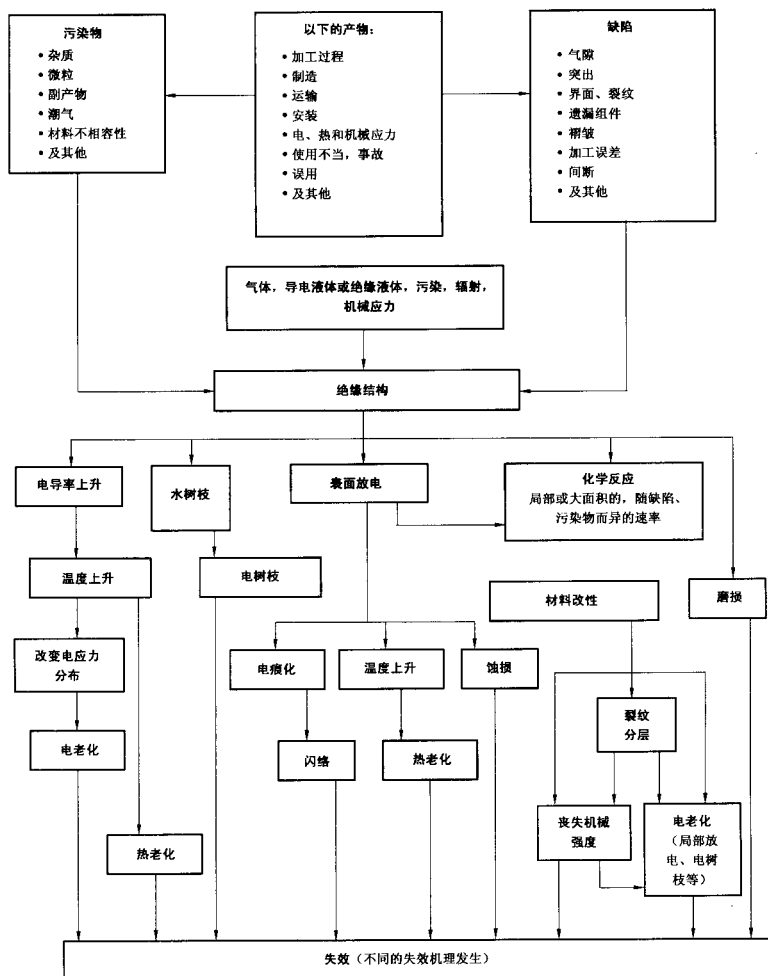 污染物
• 杂质
• 微粒
• 副产物
• 潮气
• 材料不相容性
• 及其他
以下的产物：
• 加工过程
• 制造
• 运输
• 安装
• 电、热和机械应力
• 使用不当，事故
• 误用
• 及其他
缺陷
• 气隙
• 突出
• 界面、裂纹
• 遗漏组件
• 褶皱
• 加工误差
• 间断
• 及其他
气体，导电液体或绝缘液体，污染，辐射，
机械应力
绝缘结构
电导率上升
水树枝
表面放电
化学反应
局部或大面积的，随缺陷、
污染物而异的速率
温度上升
电树枝
材料改性
磨损
改变电应力
分布
电痕化
温度上升
蚀损
裂纹
分层
电老化
闪络
热老化
热老化
丧失机械
强度
电老化
（局部放
电、电树
枝等）
失效（不同的失效机理发生）